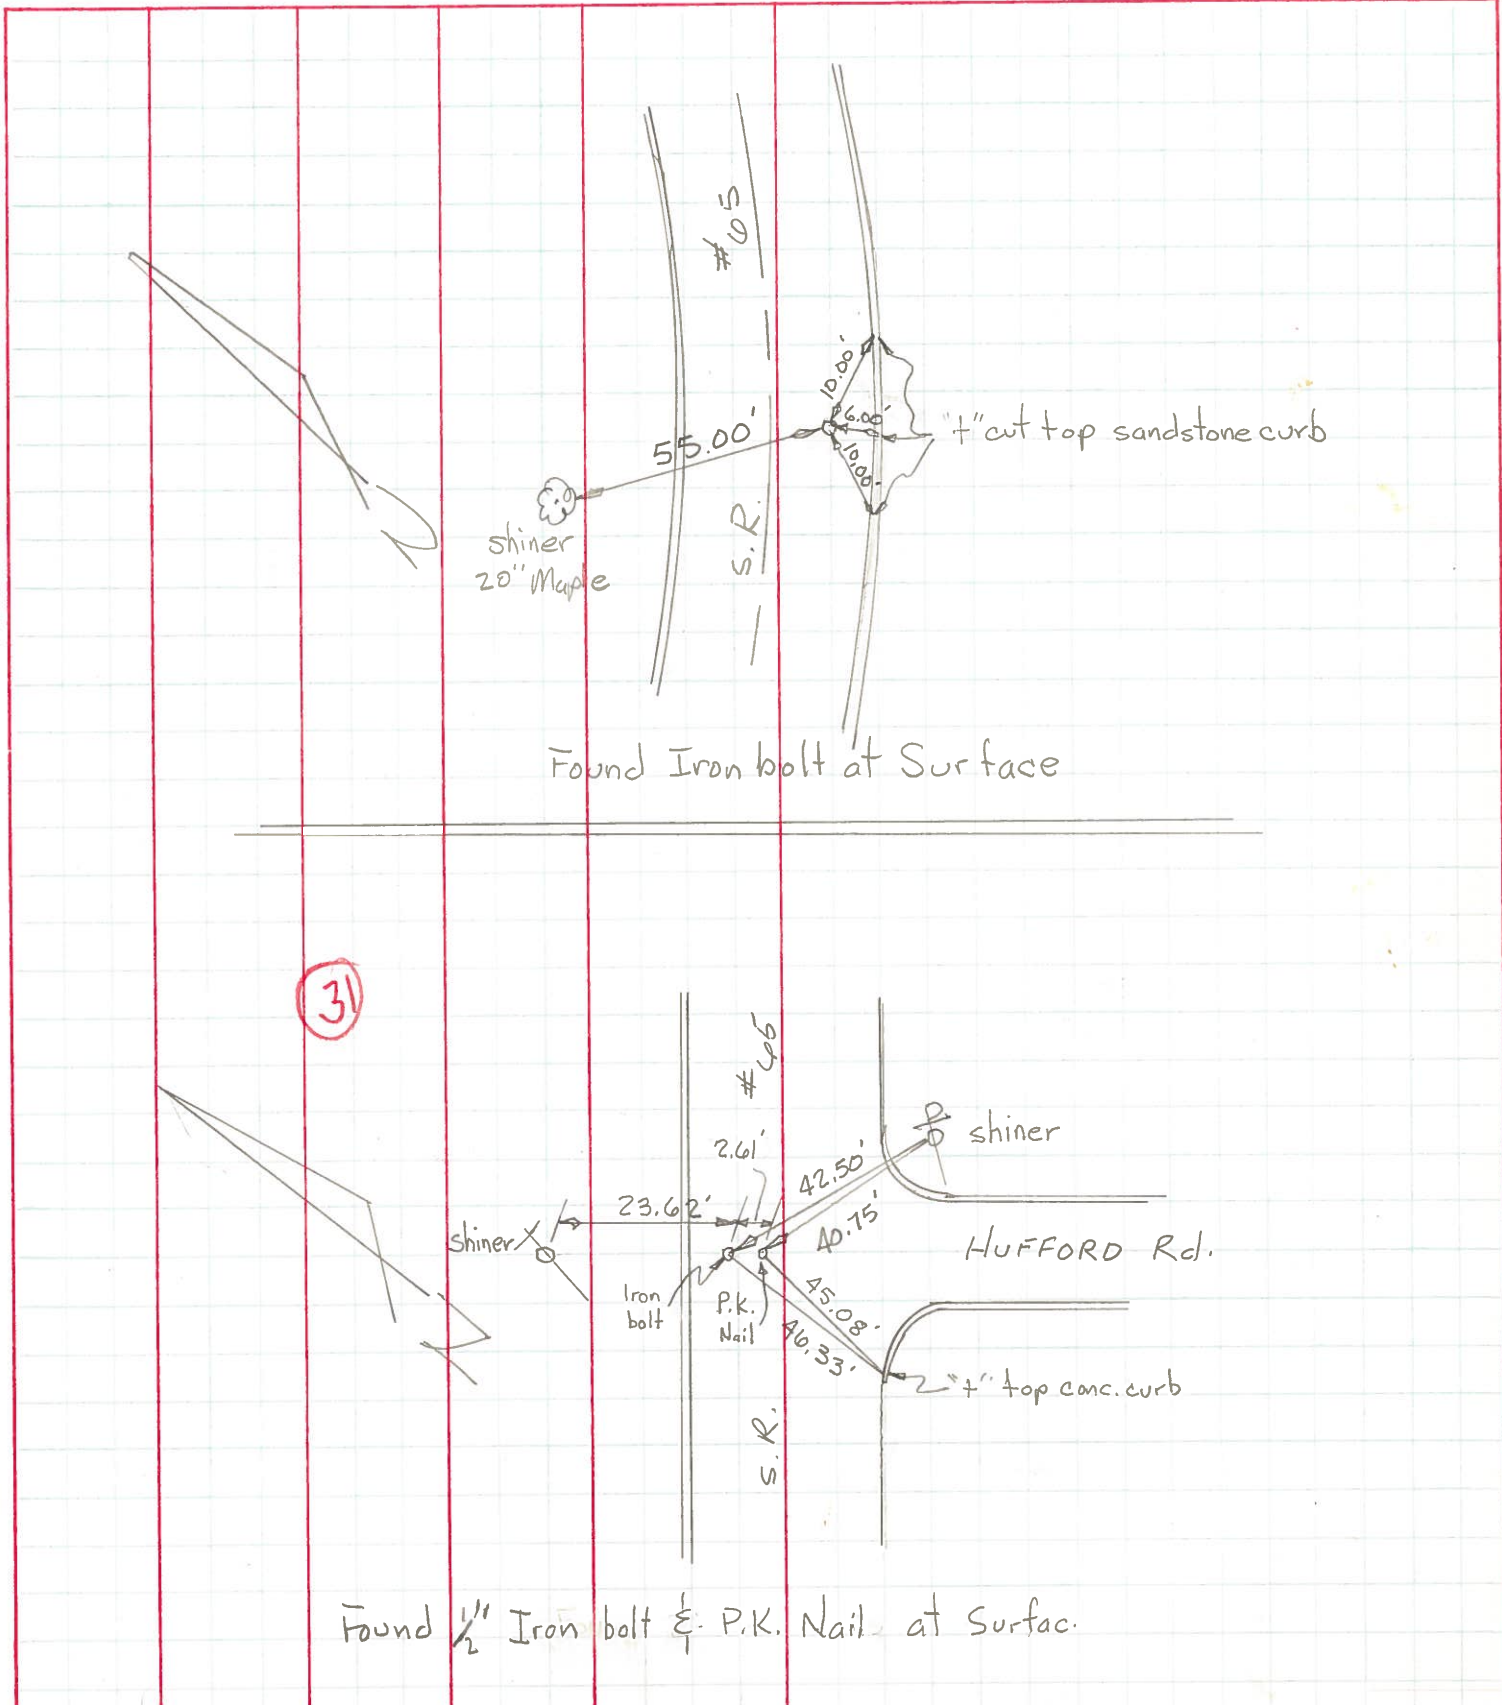 S.R. #65
10.00'
6.00'
10.00'
55.00'
"+" cut top sandstone curb
shiner
20" Maple
Found Iron bolt at Surface
31
S.R. #65
2.61'
23.62'
42.50'
40.75'
shiner
shiner
HUFFORD Rd.
Iron
bolt
P.K.
Nail
45.08'
46.33'
"+" top conc. curb
Found 1/2" Iron bolt & P.K. Nail at Surfac.